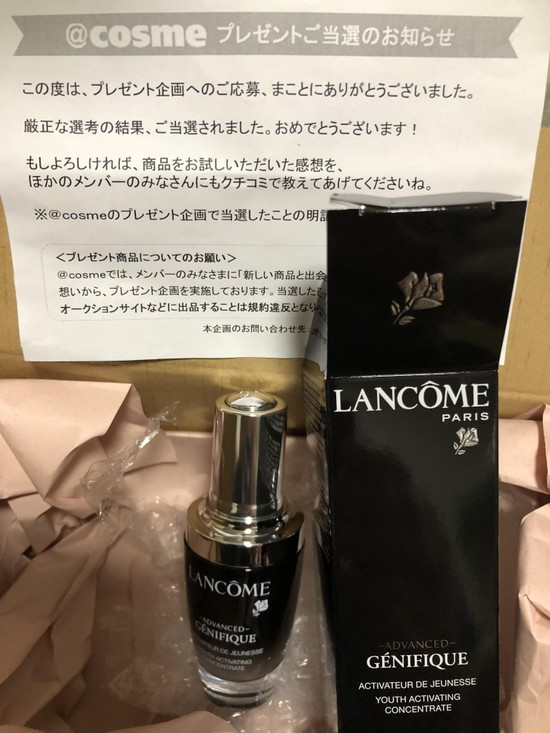 @cosme プレゼントご当選のお知らせ
この度は、プレゼント企画へのご応募、まことにありがとうございました。
厳正な選考の結果、ご当選されました。おめでとうございます！
もしよろしければ、商品をお試しいただいた感想を、
ほかのメンバーのみなさんにもクチコミで教えてあげてくださいね。
※@cosmeのプレゼント企画で当選したことの明
＜プレゼント商品についてのお願い＞
@cosmeでは、メンバーのみなさまに「新しい商品と出会
想いから、プレゼント企画を実施しております。当選した
オークションサイトなどに出品することは規約違反となり
本企画のお問い合わせ先
LANCÔME
PARIS
ADVANCED
GÉNIFIQUE
ACTIVATEUR DE JEUNESSE
YOUTH ACTIVATING
CONCENTRATE
LANCÔME
ADVANCED
GÉNIFIQUE
DE JEUNESSE
ACTIVATING
CONCENTRATE